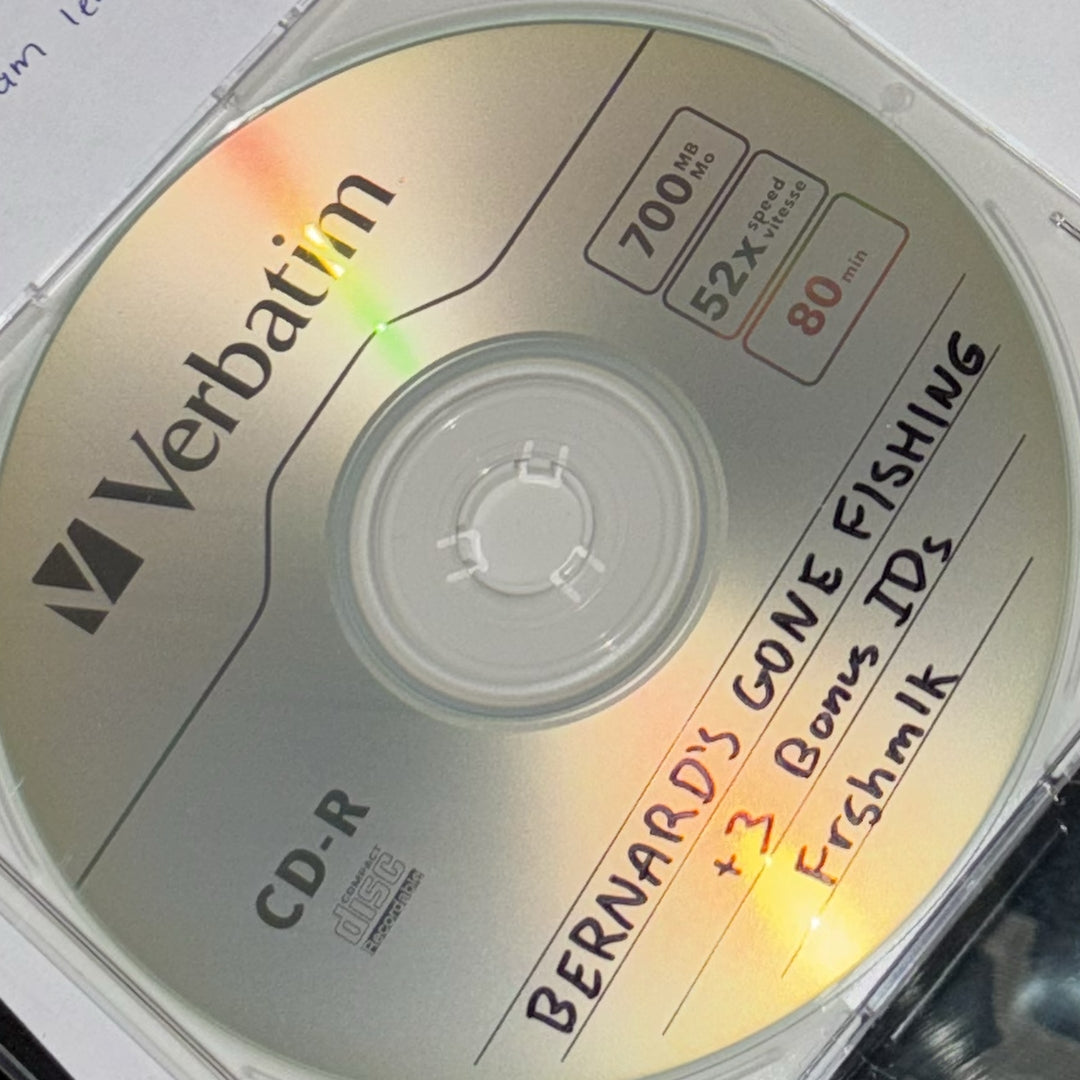 am
Verbatim
700 MB Mo
52x speed vitesse
80 min
BERNARD'S GONE FISHING
+3 Bonus IDs
Frshmlk
CD-R
COMPACT
disc
Recordable